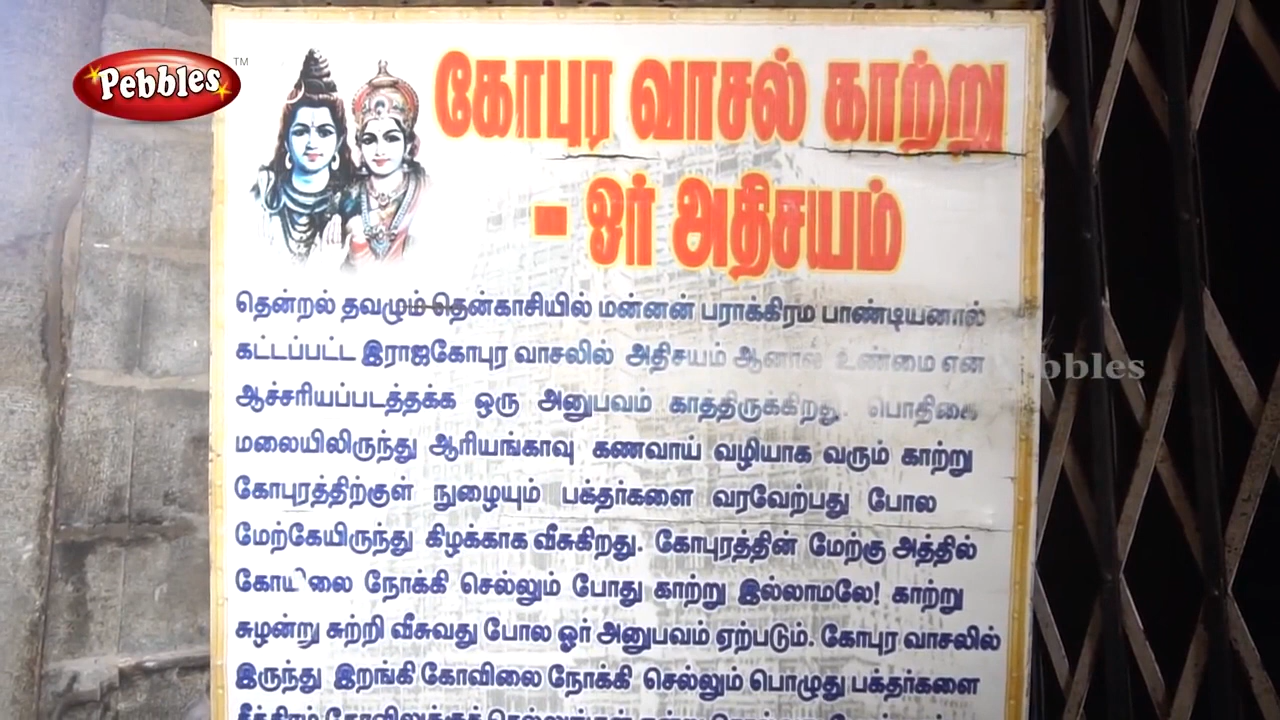 Pebbles
TM
கோபுர வாசல் காற்று
- ஓர் அதிசயம்
தென்றல் தவழும் தென்காசியில் மன்னன் பராக்கிரம பாண்டியனால்
கட்டப்பட்ட இராஜகோபுர வாசலில் அதிசயம் ஆனால் உண்மை என
ஆச்சரியப்படத்தக்க ஒரு அனுபவம் காத்திருக்கிறது. பொதிகை
மலையிலிருந்து ஆரியங்காவு கணவாய் வழியாக வரும் காற்று
கோபுரத்திற்குள் நுழையும் பக்தர்களை வரவேற்பது போல
மேற்கேயிருந்து கிழக்காக வீசுகிறது. கோபுரத்தின் மேற்கு அத்தில்
கோயிலை நோக்கி செல்லும் போது காற்று இல்லாமலே! காற்று
சுழன்று சுற்றி வீசுவது போல ஓர் அனுபவம் ஏற்படும். கோபுர வாசலில்
இருந்து இறங்கி கோவிலை நோக்கி செல்லும் பொழுது பக்தர்களை